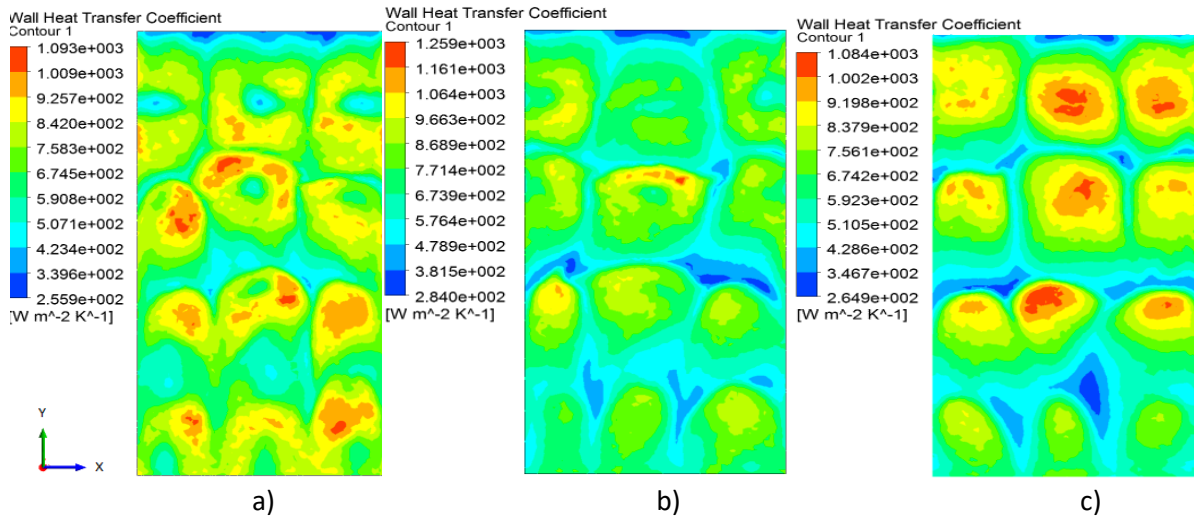 Wall Heat Transfer Coefficient
Contour 1
1.093e+003
1.009e+003
9.257e+002
8.420e+002
7.583e+002
6.745e+002
5.908e+002
5.071e+002
4.234e+002
3.396e+002
2.559e+002
[W m^-2 K^-1]
Y
X
a)
Wall Heat Transfer Coefficient
Contour 1
1.259e+003
1.161e+003
1.064e+003
9.663e+002
8.689e+002
7.714e+002
6.739e+002
5.764e+002
4.789e+002
3.815e+002
2.840e+002
[W m^-2 K^-1]
b)
Wall Heat Transfer Coefficient
Contour 1
1.084e+003
1.002e+003
9.198e+002
8.379e+002
7.561e+002
6.742e+002
5.923e+002
5.105e+002
4.286e+002
3.467e+002
2.649e+002
[W m^-2 K^-1]
c)